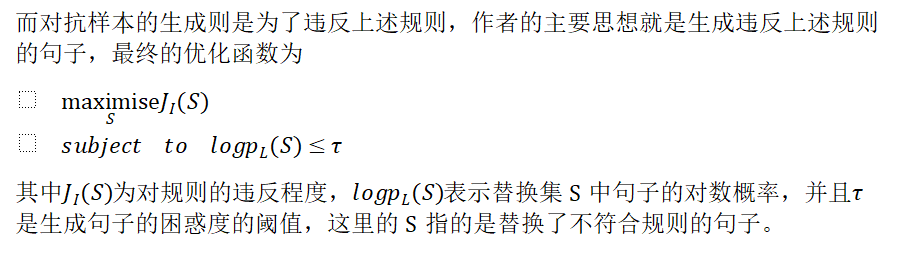 而对抗样本的生成则是为了违反上述规则，作者的主要思想就是生成违反上述规则
的句子，最终的优化函数为
maximise J_I(S)
S
subject to logp_L(S) ≤ τ
其中J_I(S)为对规则的违反程度，logp_L(S)表示替换集 S 中句子的对数概率，并且τ
是生成句子的困惑度的阈值，这里的 S 指的是替换了不符合规则的句子。